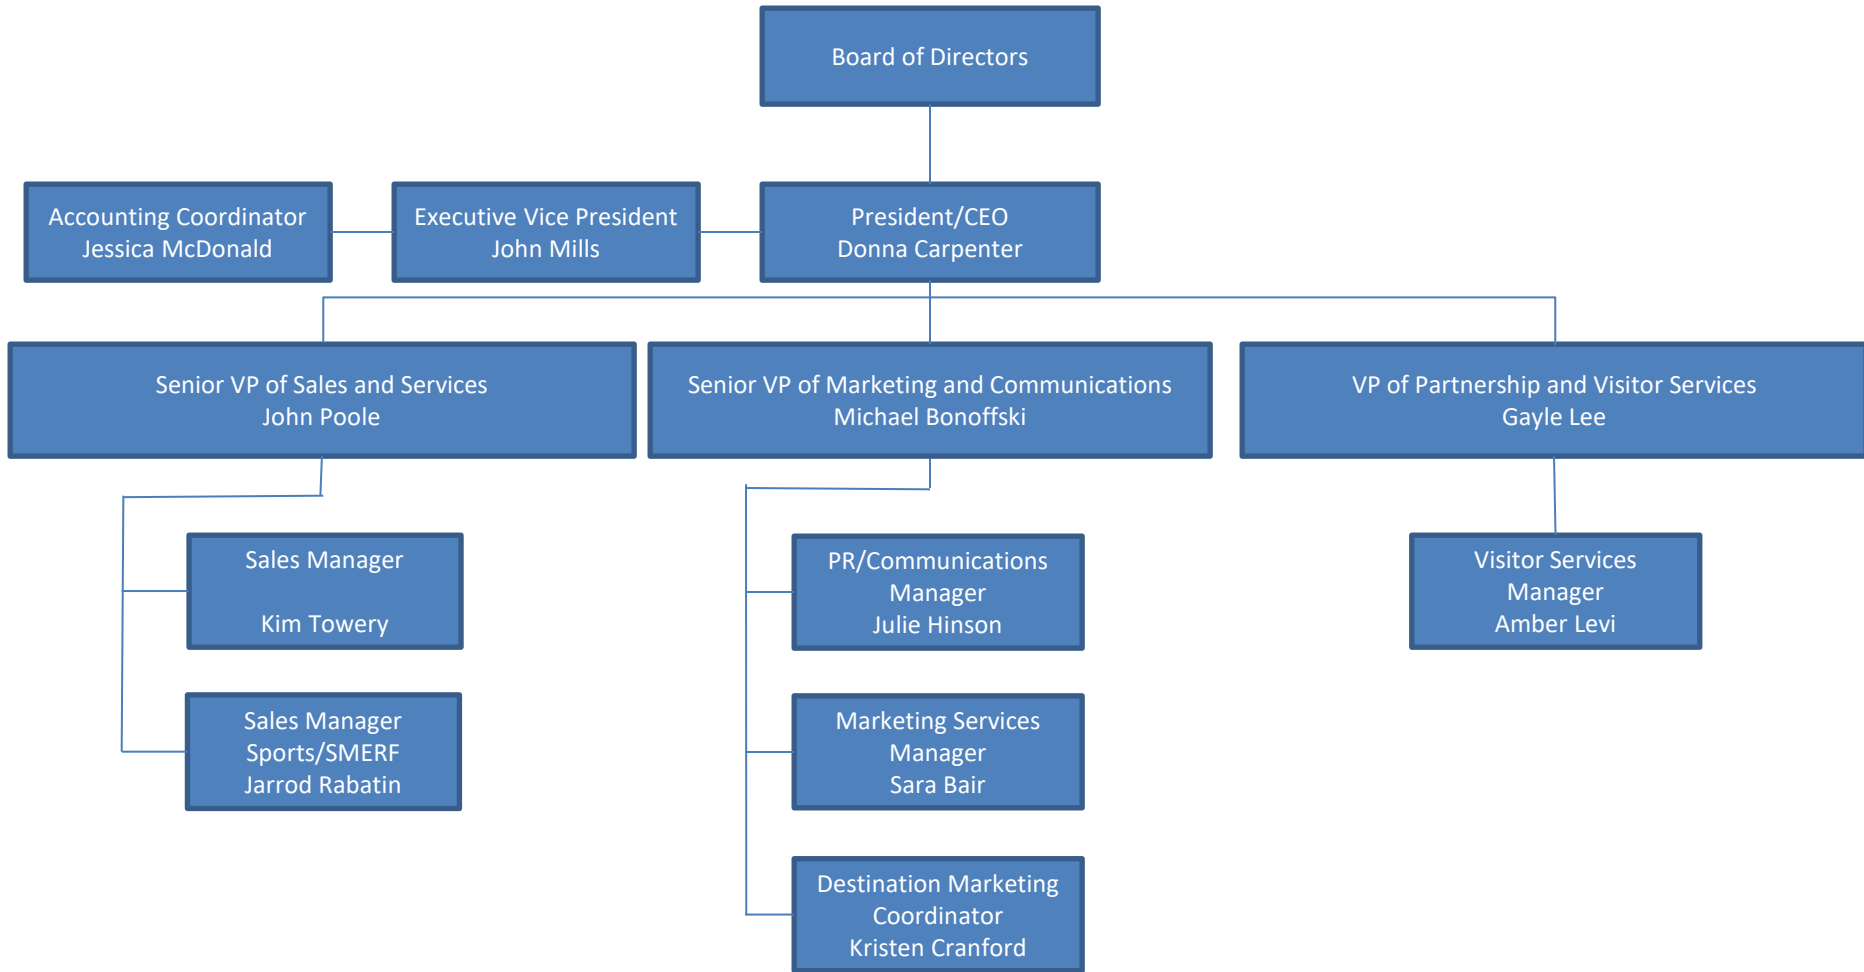 Board of Directors
Accounting Coordinator
Jessica McDonald
Executive Vice President
John Mills
President/CEO
Donna Carpenter
Senior VP of Sales and Services
John Poole
Senior VP of Marketing and Communications
Michael Bonoffski
VP of Partnership and Visitor Services
Gayle Lee
Sales Manager
Kim Towery
Sales Manager
Sports/SMERF
Jarrod Rabatin
PR/Communications
Manager
Julie Hinson
Marketing Services
Manager
Sara Bair
Destination Marketing
Coordinator
Kristen Cranford
Visitor Services
Manager
Amber Levi